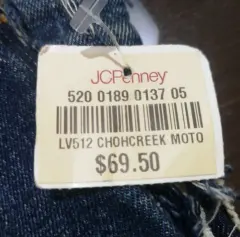 JCPenney
520 0189 0137 05
LV512 CHOHCREEK MOTO
$69.50